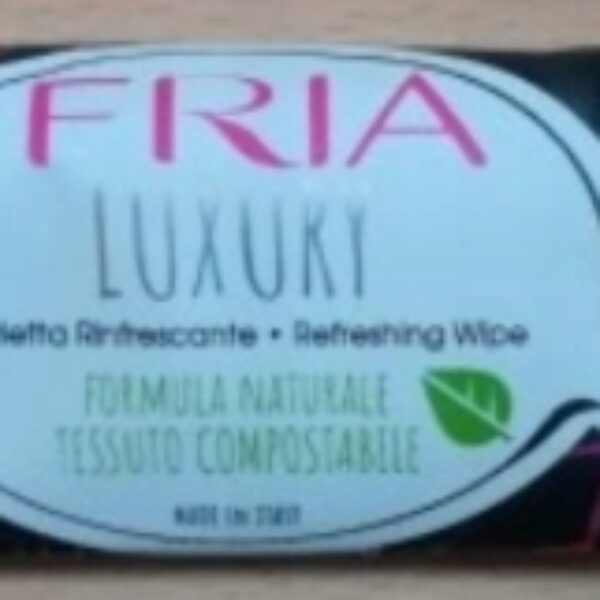 FRIA
LUXURY
Rinfrescante • Refreshing Wipe
FORMULA NATURALE
TESSUTO COMPOSTABILE
MADE IN ITALY